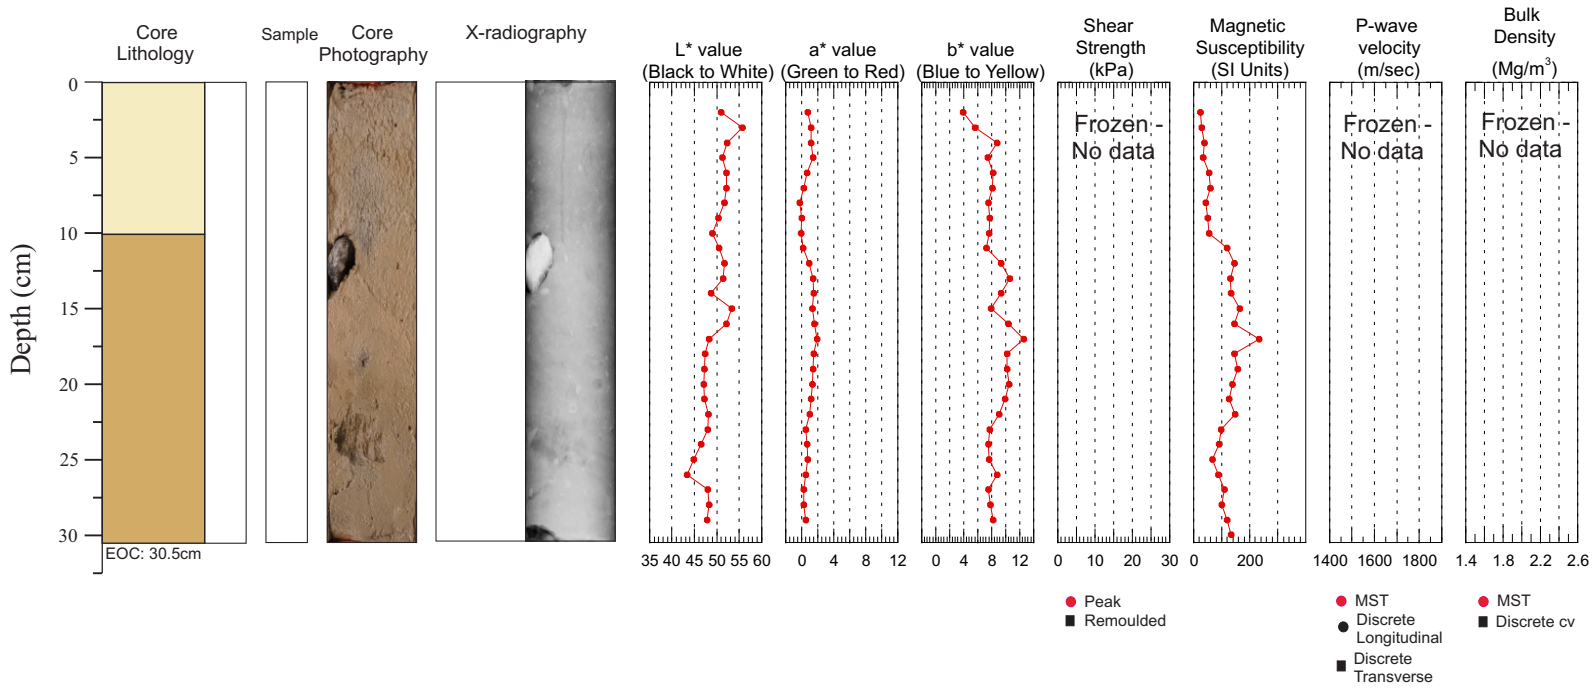 Core
Lithology
Sample
Core
Photography
X-radiography
L* value
(Black to White)
a* value
(Green to Red)
b* value
(Blue to Yellow)
Shear
Strength
(kPa)
Magnetic
Susceptibility
(SI Units)
P-wave
velocity
(m/sec)
Bulk
Density
(Mg/m³)
Depth (cm)
0
5
10
15
20
25
30
EOC: 30.5cm
Frozen -
No data
Frozen -
No data
Frozen -
No data
35 40 45 50 55 60
0 4 8 12
0 4 8 12
0 10 20 30
0 200
1400 1600 1800
1.4 1.8 2.2 2.6
Peak
Remoulded
MST
Discrete
Longitudinal
Discrete
Transverse
MST
Discrete cv